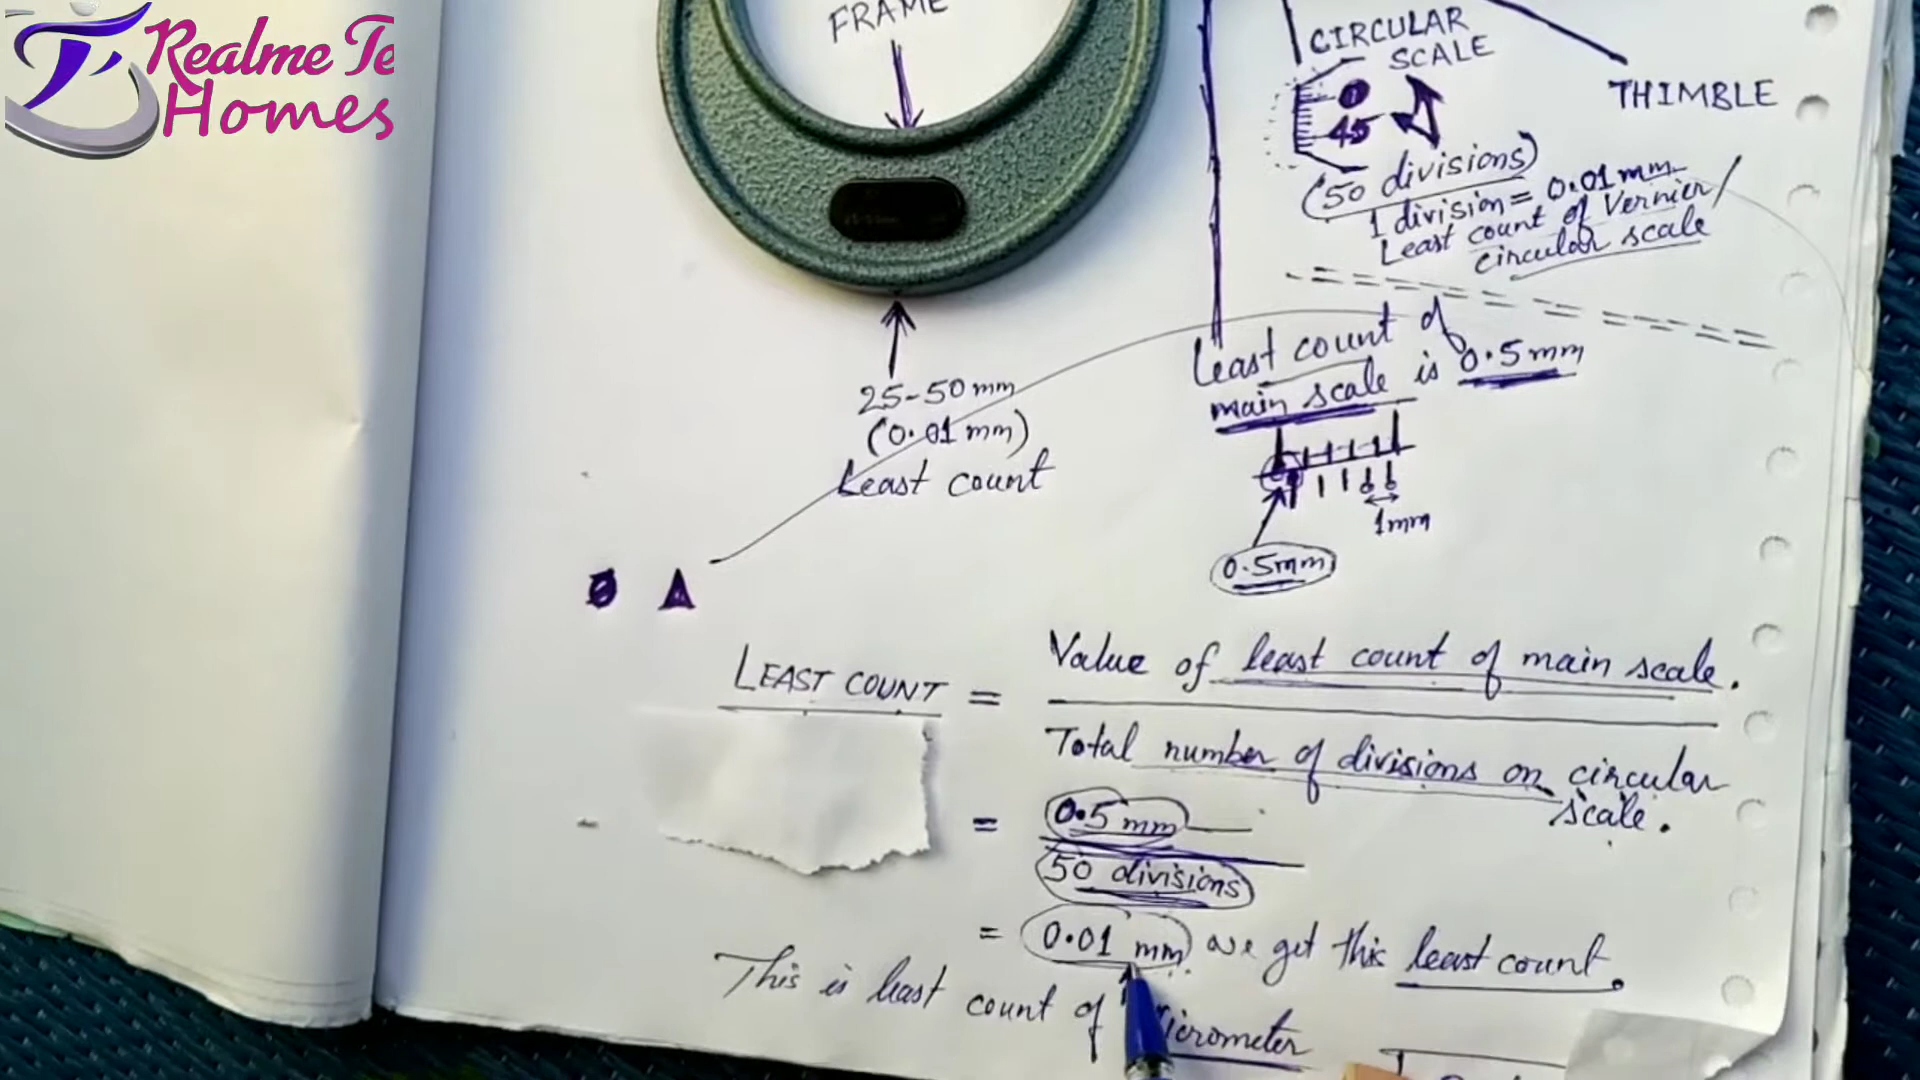 Realme Te
Homes
FRAME
CIRCULAR
SCALE
0
45
THIMBLE
(50 divisions)
1 division = 0.01 mm
Least count of Vernier/
circular scale
Least count of
main scale is 0.5 mm
1mm
0.5mm
25-50 mm
(0.01 mm)
Least count
LEAST COUNT = Value of least count of main scale.
Total number of divisions on circular
scale.
= 0.5 mm
50 divisions
= 0.01 mm we get this least count.
This is least count of Micrometer